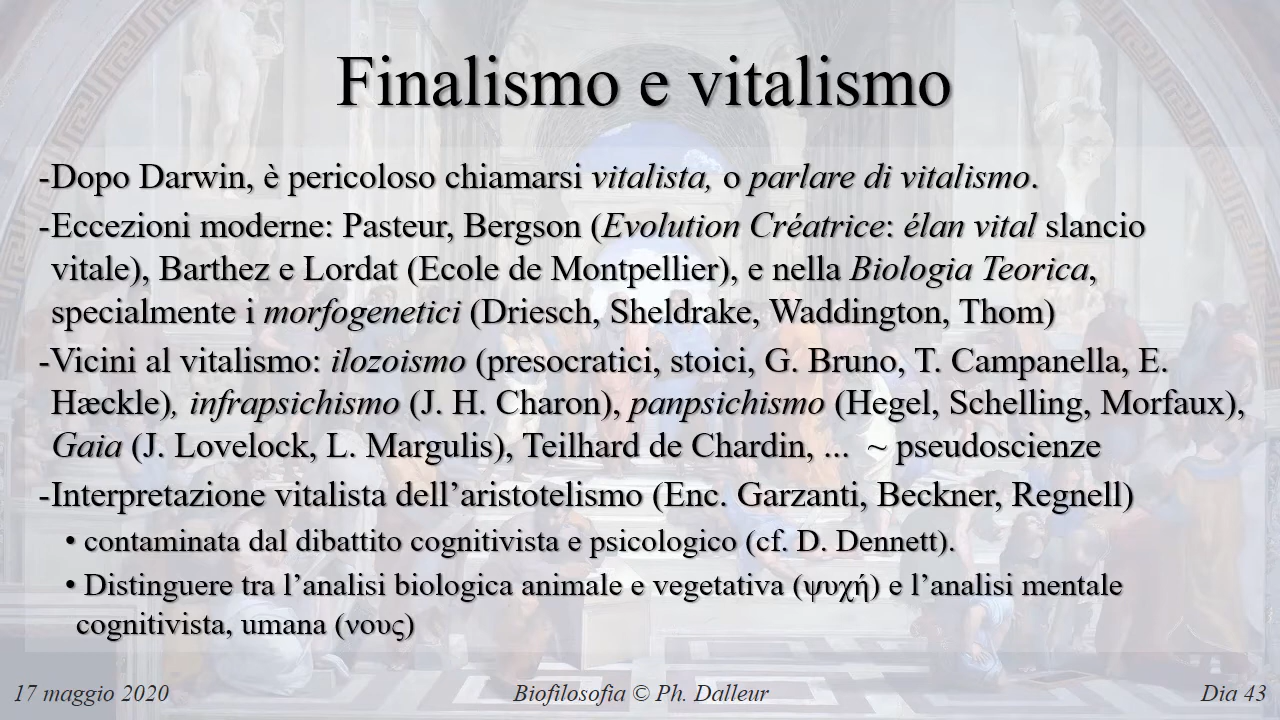 Finalismo e vitalismo
-Dopo Darwin, è pericoloso chiamarsi vitalista, o parlare di vitalismo.
-Eccezioni moderne: Pasteur, Bergson (Evolution Créatrice: élan vital slancio
vitale), Barthez e Lordat (Ecole de Montpellier), e nella Biologia Teorica,
specialmente i morfogenetici (Driesch, Sheldrake, Waddington, Thom)
-Vicini al vitalismo: ilozoismo (presocratici, stoici, G. Bruno, T. Campanella, E.
Hæckle), infrapsichismo (J. H. Charon), panpsichismo (Hegel, Schelling, Morfaux),
Gaia (J. Lovelock, L. Margulis), Teilhard de Chardin, ... ~ pseudoscienze
-Interpretazione vitalista dell’aristotelismo (Enc. Garzanti, Beckner, Regnell)
• contaminata dal dibattito cognitivista e psicologico (cf. D. Dennett).
• Distinguere tra l’analisi biologica animale e vegetativa (ψυχή) e l’analisi mentale
cognitivista, umana (νους)
17 maggio 2020
Biofilosofia © Ph. Dalleur
Dia 43